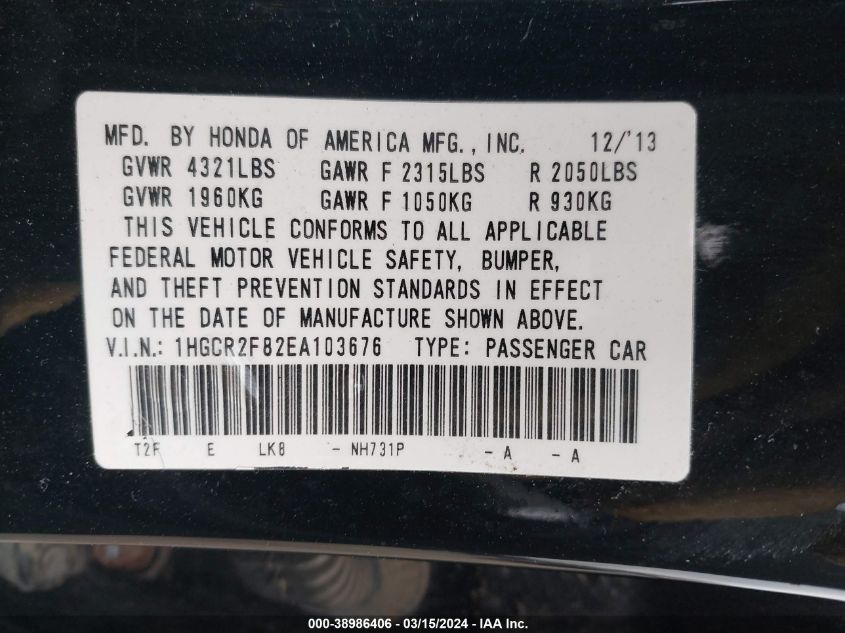 MFD. BY HONDA OF AMERICA MFG., INC. 12/'13
GVWR 4321LBS GAWR F 2315LBS R 2050LBS
GVWR 1960KG GAWR F 1050KG R 930KG
THIS VEHICLE CONFORMS TO ALL APPLICABLE
FEDERAL MOTOR VEHICLE SAFETY, BUMPER,
AND THEFT PREVENTION STANDARDS IN EFFECT
ON THE DATE OF MANUFACTURE SHOWN ABOVE.
V.I.N.: 1HGCR2F82EA103676 TYPE: PASSENGER CAR
T2F E LK8 - NH731P - A - A
000-38986406 - 03/15/2024 - IAA Inc.